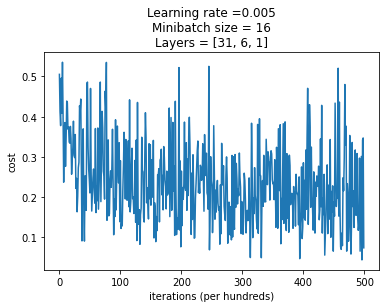 Learning rate =0.005
Minibatch size = 16
Layers = [31, 6, 1]
0.5
0.4
0.3
0.2
0.1
cost
0 100 200 300 400 500
iterations (per hundreds)